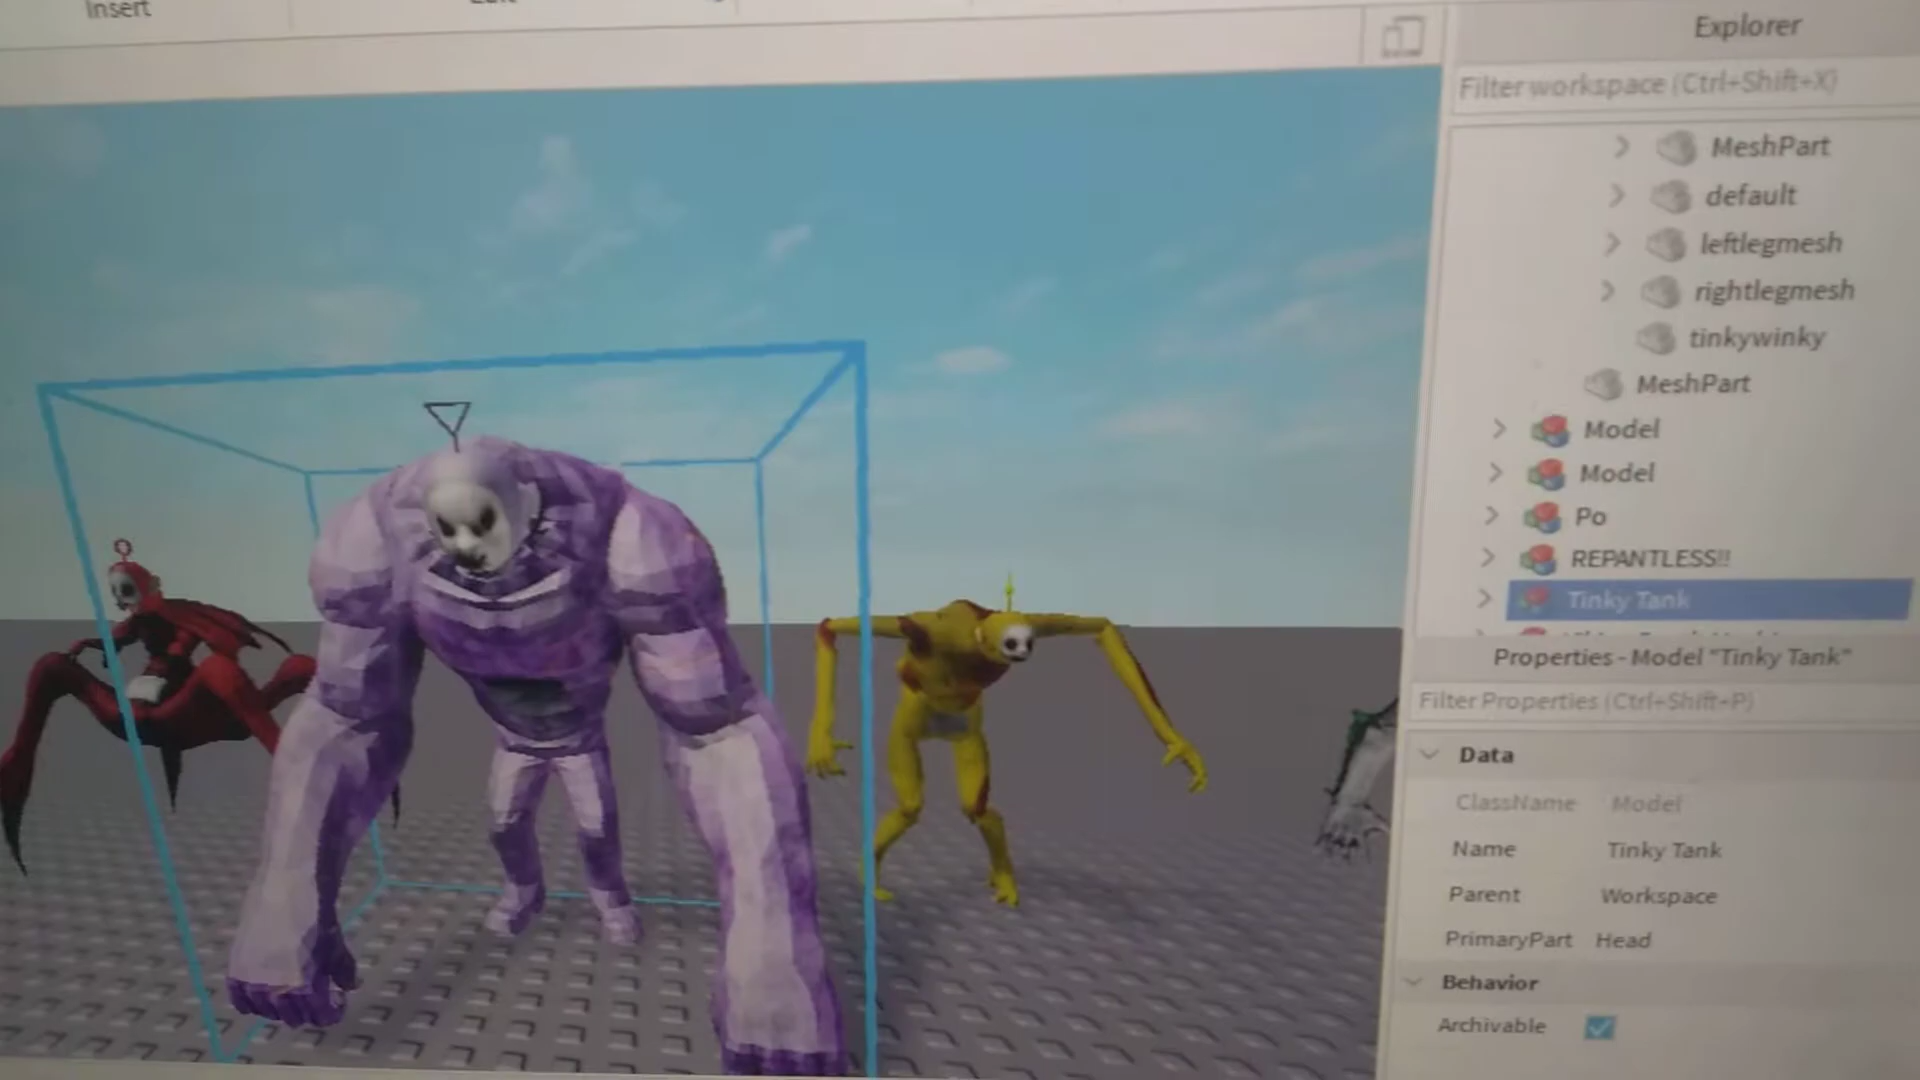 Insert
Explorer
Filter workspace (Ctrl+Shift+X)
MeshPart
default
leftlegmesh
rightlegmesh
tinkywinky
MeshPart
Model
Model
Po
REPANTLESS!!
Tinky Tank
Properties - Model "Tinky Tank"
Filter Properties (Ctrl+Shift+P)
Data
ClassName Model
Name Tinky Tank
Parent Workspace
PrimaryPart Head
Behavior
Archivable